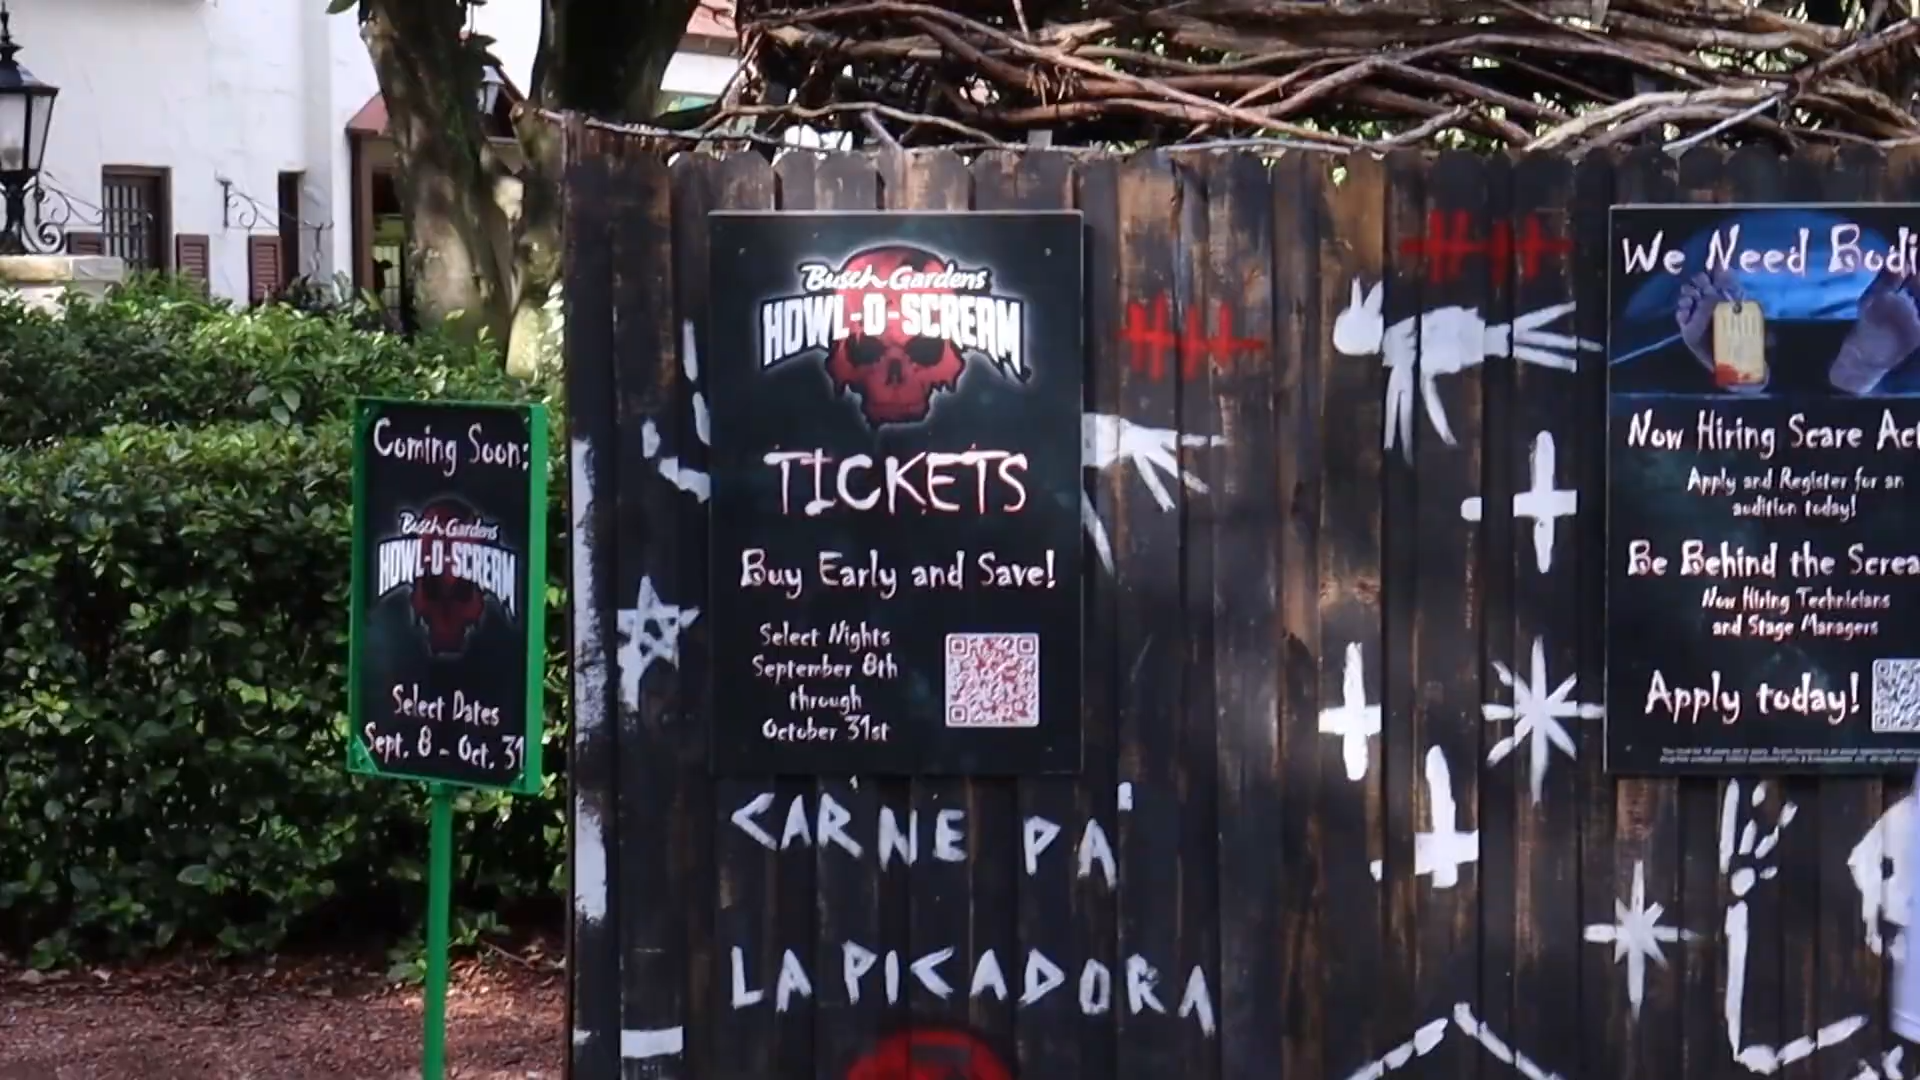 Coming Soon:
Busch Gardens
HOWL-O-SCREAM
Select Dates
Sept. 8 - Oct. 31
Busch Gardens
HOWL-O-SCREAM
TICKETS
Buy Early and Save!
Select Nights
September 8th
through
October 31st
CARNE PA'
LA PICADORA
We Need Bodi
Now Hiring Scare Act
Apply and Register for an
audition today!
Be Behind the Screa
Now Hiring Technicians
and Stage Managers
Apply today!